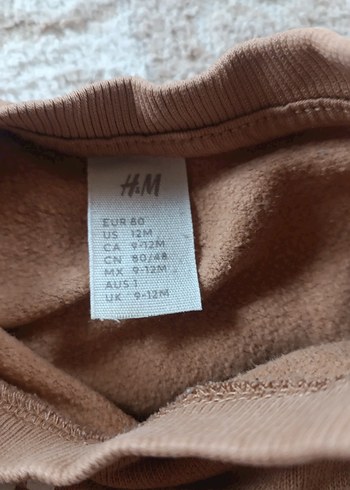 H&M
EUR 80
US 12M
CA 9-12M
CN 80/48
MX 9-12M
AUS 1
UK 9-12M